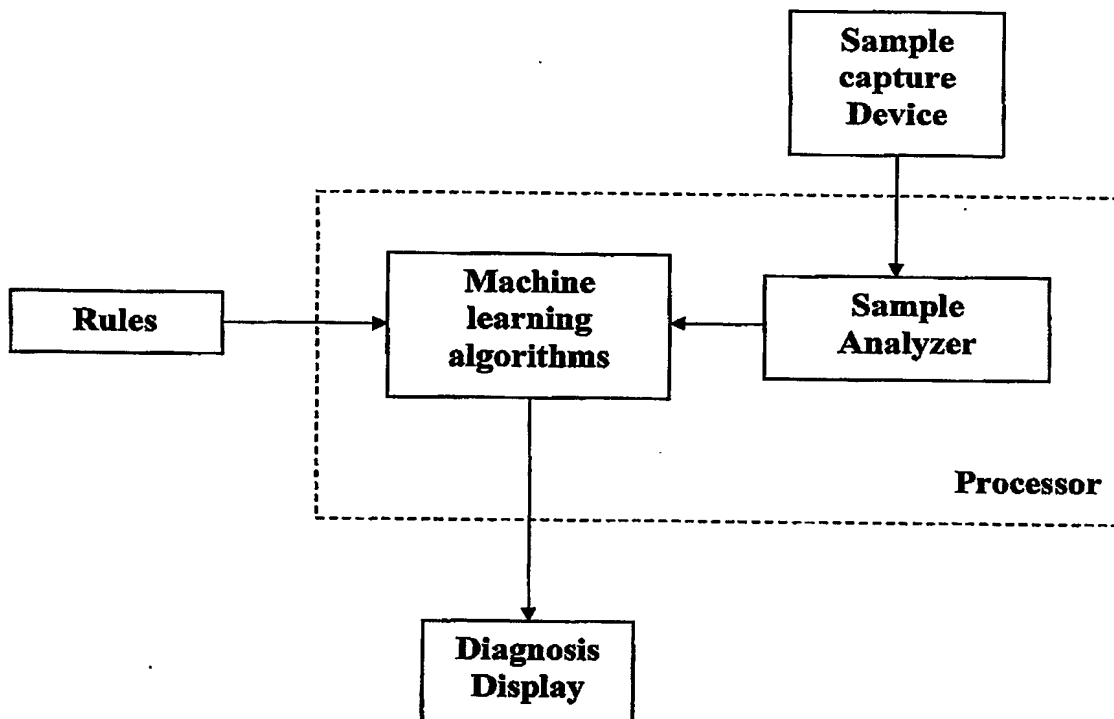 Sample
capture
Device
Machine
learning
algorithms
Rules
Sample
Analyzer
Processor
Diagnosis
Display